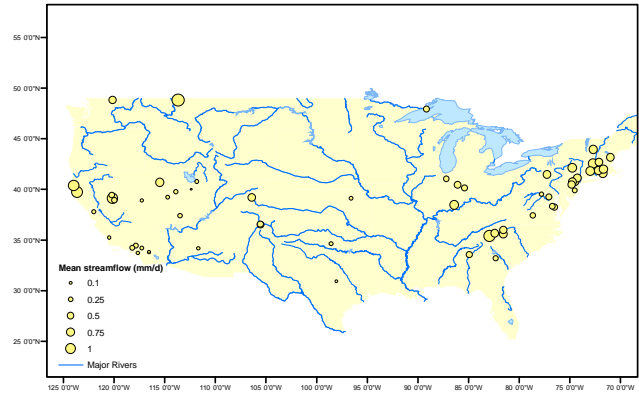 55 0'0"N
50 0'0"N
45 0'0"N
40 0'0"N
35 0'0"N
30 0'0"N
25 0'0"N
Mean streamflow (mm/d)
0.1
0.25
0.5
0.75
1
Major Rivers
125 0'0"W 120 0'0"W 115 0'0"W 110 0'0"W 105 0'0"W 100 0'0"W 95 0'0"W 90 0'0"W 85 0'0"W 80 0'0"W 75 0'0"W 70 0'0"W